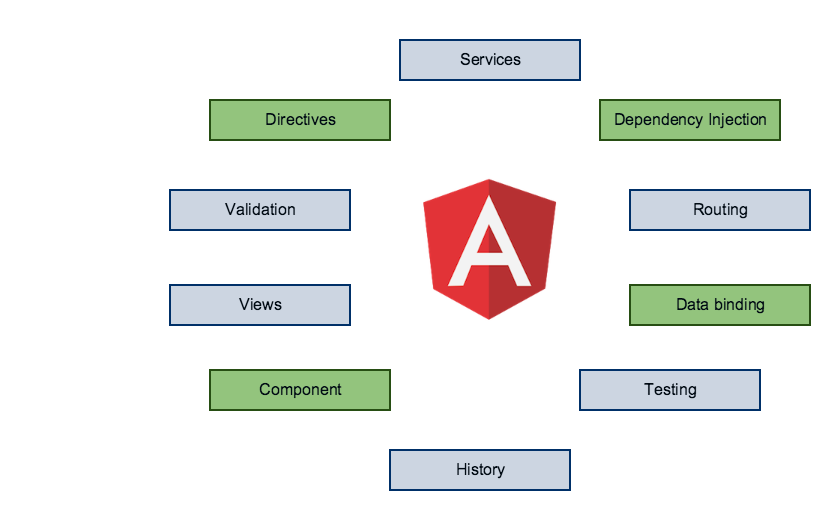 Services
Directives
Dependency Injection
Validation
Routing
Views
Data binding
Component
Testing
History